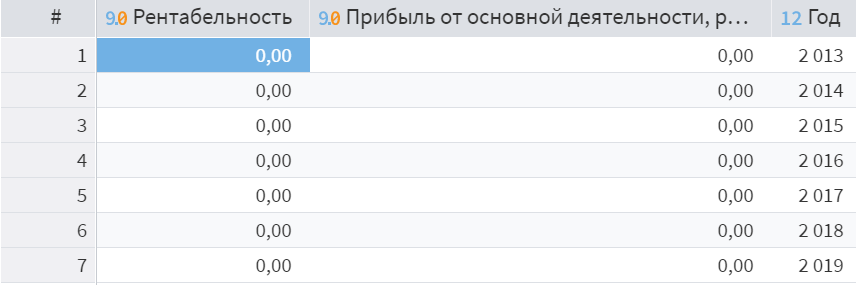 # 9.0 Рентабельность 9.0 Прибыль от основной деятельности, р... 12 Год
1 0,00 0,00 2 013
2 0,00 0,00 2 014
3 0,00 0,00 2 015
4 0,00 0,00 2 016
5 0,00 0,00 2 017
6 0,00 0,00 2 018
7 0,00 0,00 2 019